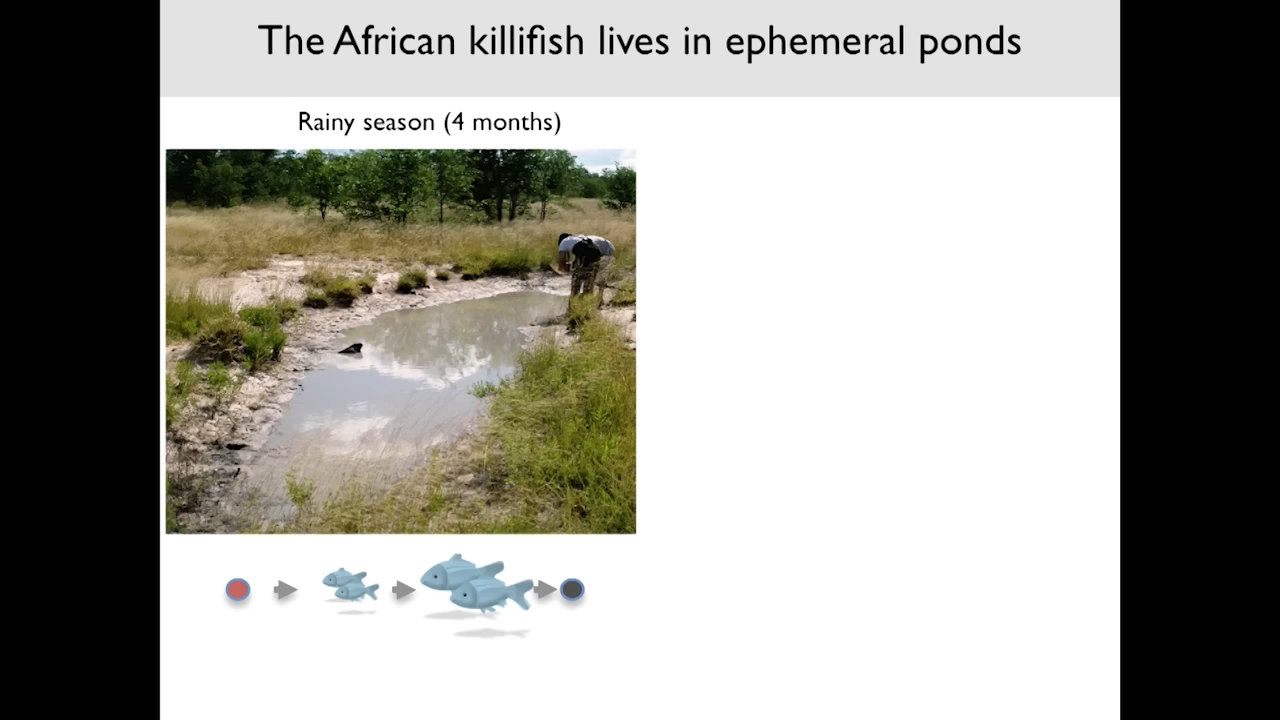 The African killifish lives in ephemeral ponds
Rainy season (4 months)